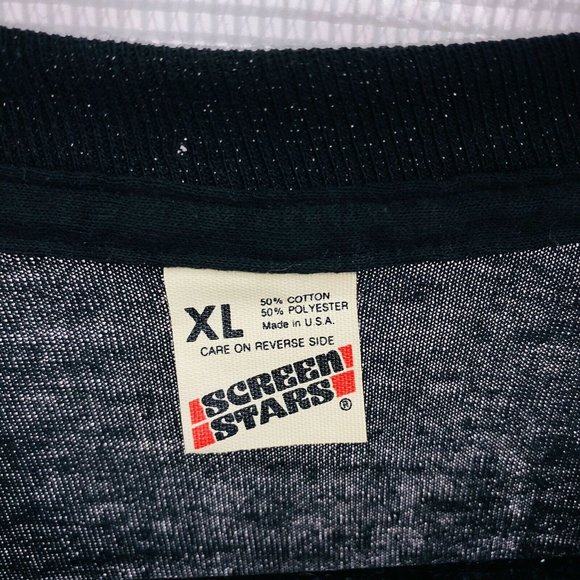 XL
50% COTTON
50% POLYESTER
Made in U.S.A.
CARE ON REVERSE SIDE
SCREEN
STARS®